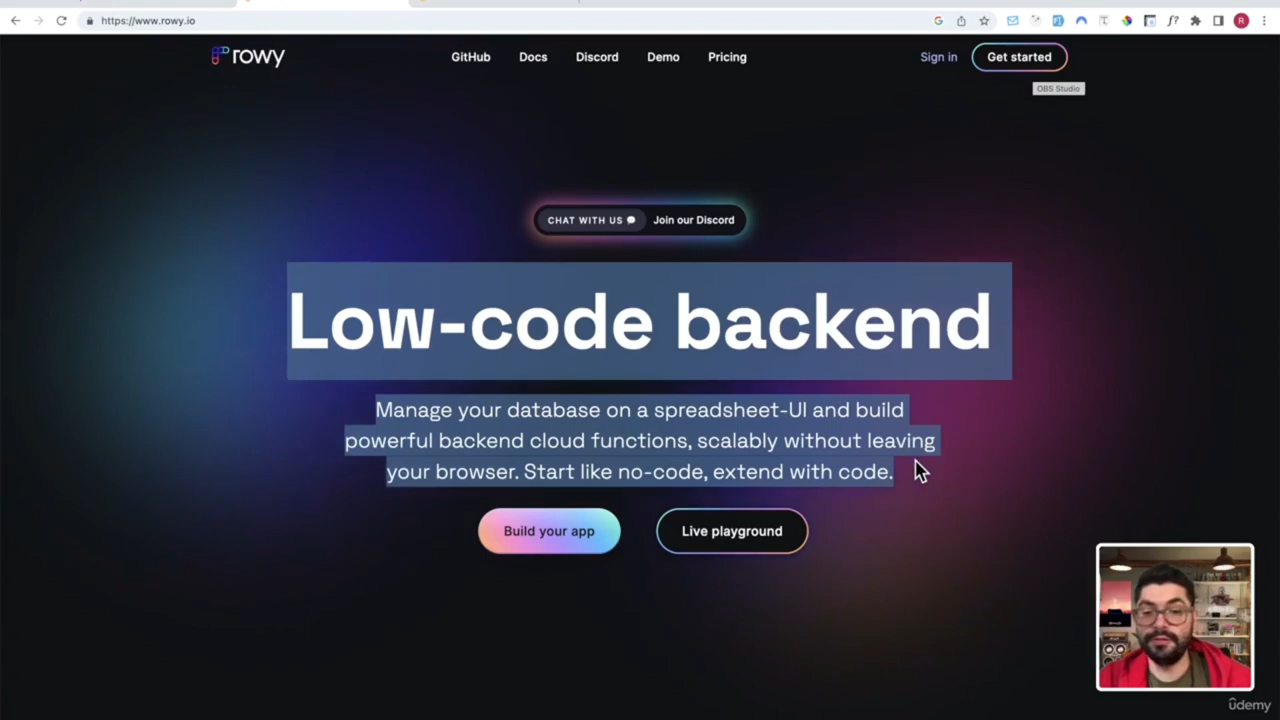 https://www.rowy.io
rowy
GitHub
Docs
Discord
Demo
Pricing
Sign in
Get started
OBS Studio
CHAT WITH US
Join our Discord
Low-code backend
Manage your database on a spreadsheet-UI and build
powerful backend cloud functions, scalably without leaving
your browser. Start like no-code, extend with code.
Build your app
Live playground
udemy